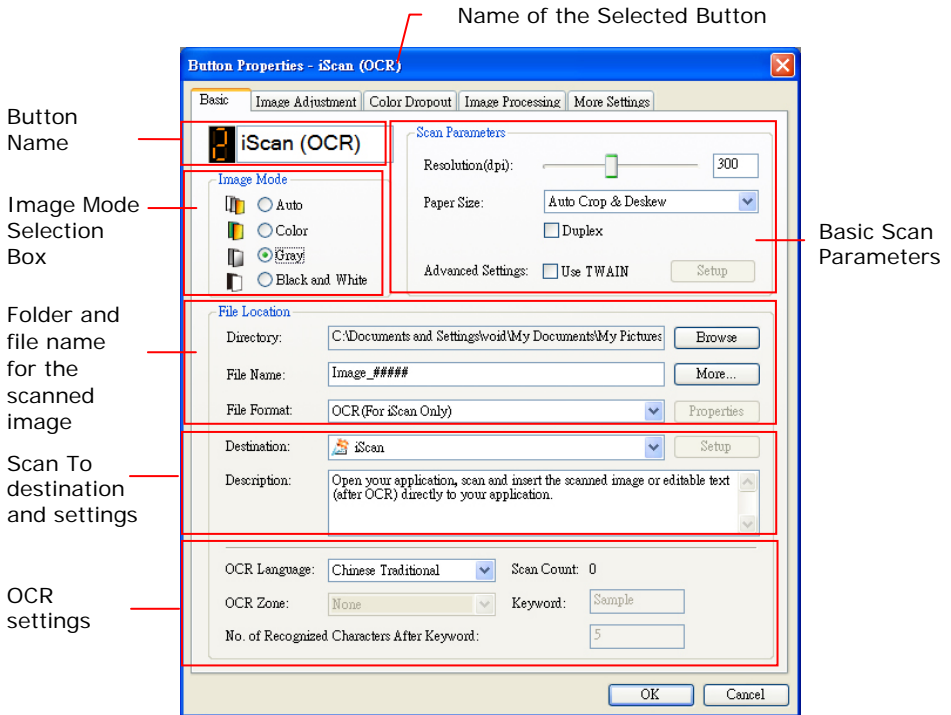 Name of the Selected Button
Button Properties - iScan (OCR)
Basic Image Adjustment Color Dropout Image Processing More Settings
Button
Name
2 iScan (OCR)
Image Mode
Selection
Box
Image Mode
Auto
Color
Gray
Black and White
Scan Parameters
Resolution(dpi): 300
Paper Size: Auto Crop & Deskew
Duplex
Advanced Settings: Use TWAIN Setup
Basic Scan
Parameters
Folder and
file name
for the
scanned
image
File Location
Directory: C:\Documents and Settings\void\My Documents\My Pictures Browse
File Name: Image_##### More...
File Format: OCR(For iScan Only) Properties
Scan To
destination
and settings
Destination: iScan Setup
Description: Open your application, scan and insert the scanned image or editable text
(after OCR) directly to your application.
OCR
settings
OCR Language: Chinese Traditional Scan Count: 0
OCR Zone: None Keyword: Sample
No. of Recognized Characters After Keyword: 5
OK Cancel